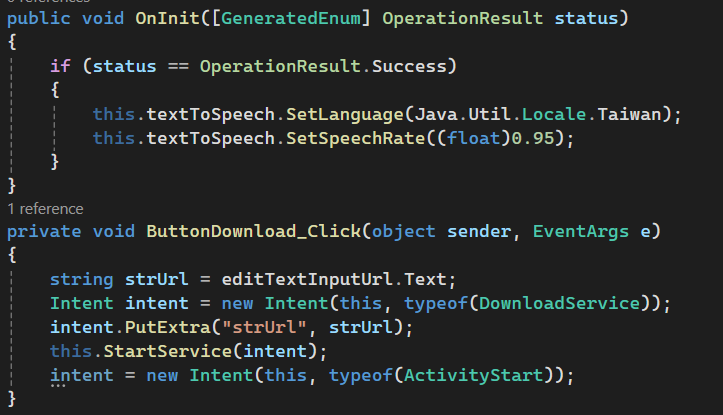 public void OnInit([GeneratedEnum] OperationResult status)
{
if (status == OperationResult.Success)
{
this.textToSpeech.SetLanguage(Java.Util.Locale.Taiwan);
this.textToSpeech.SetSpeechRate((float)0.95);
}
}
1 reference
private void ButtonDownload_Click(object sender, EventArgs e)
{
string strUrl = editTextInputUrl.Text;
Intent intent = new Intent(this, typeof(DownloadService));
intent.PutExtra("strUrl", strUrl);
this.StartService(intent);
intent = new Intent(this, typeof(ActivityStart));
}